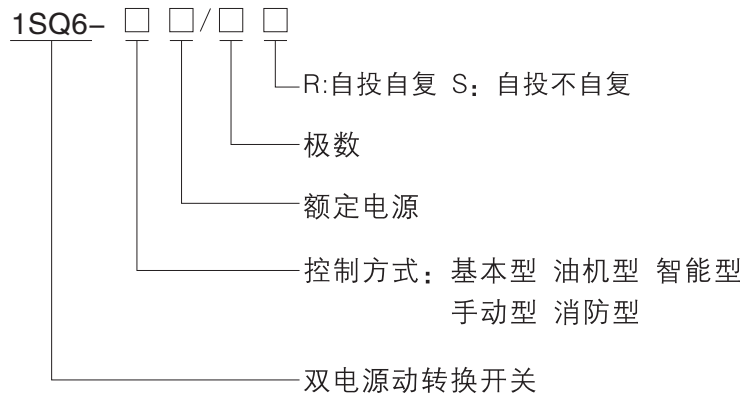 1SQ6-□□/□□
R:自投自复 S：自投不自复
极数
额定电源
控制方式：基本型 油机型 智能型
手动型 消防型
双电源动转换开关